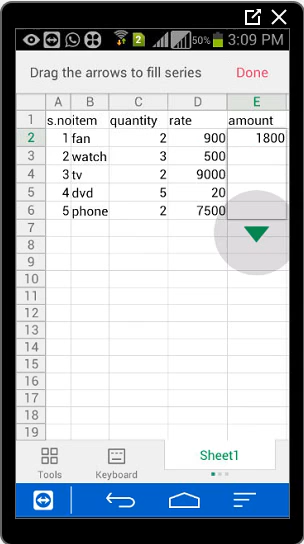 2 50% 3:09 PM
Drag the arrows to fill series Done
A B C D E
1 s.no item quantity rate amount
2 1 fan 2 900 1800
3 2 watch 3 500
4 3 tv 2 9000
5 4 dvd 5 20
6 5 phone 2 7500
7
8
9
10
11
12
13
14
15
16
17
18
19
Tools Keyboard Sheet1